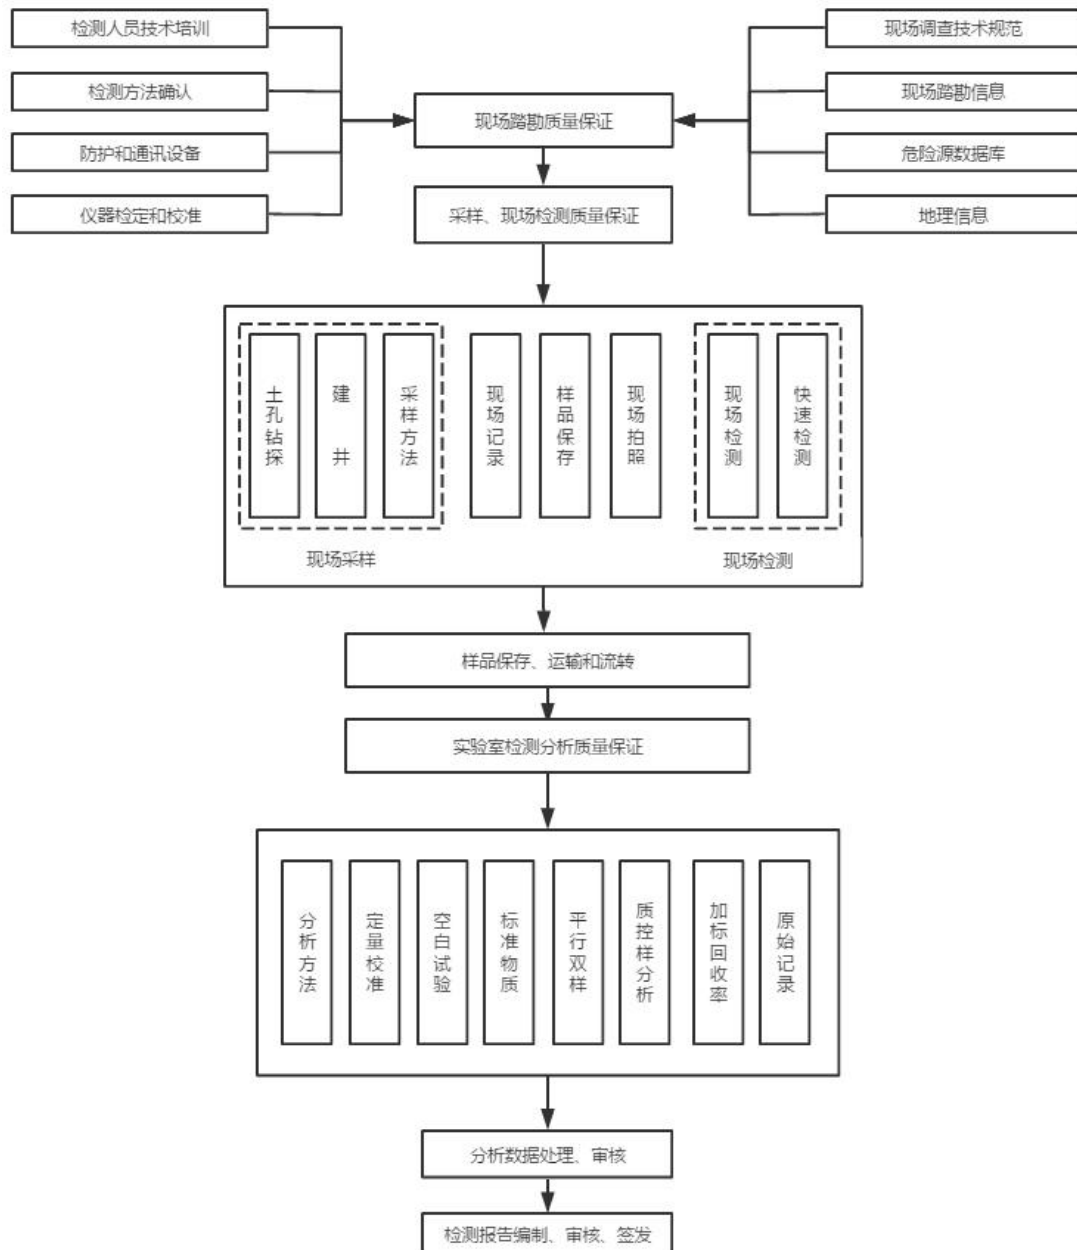 检测人员技术培训
检测方法确认
防护和通讯设备
仪器检定和校准
现场踏勘质量保证
采样、现场检测质量保证
现场调查技术规范
现场踏勘信息
危险源数据库
地理信息
土孔钻探
建井
采样方法
现场记录
样品保存
现场拍照
现场检测
快速检测
现场采样
现场检测
样品保存、运输和流转
实验室检测分析质量保证
分析方法
定量校准
空白试验
标准物质
平行双样
质控样分析
加标回收率
原始记录
分析数据处理、审核
检测报告编制、审核、签发